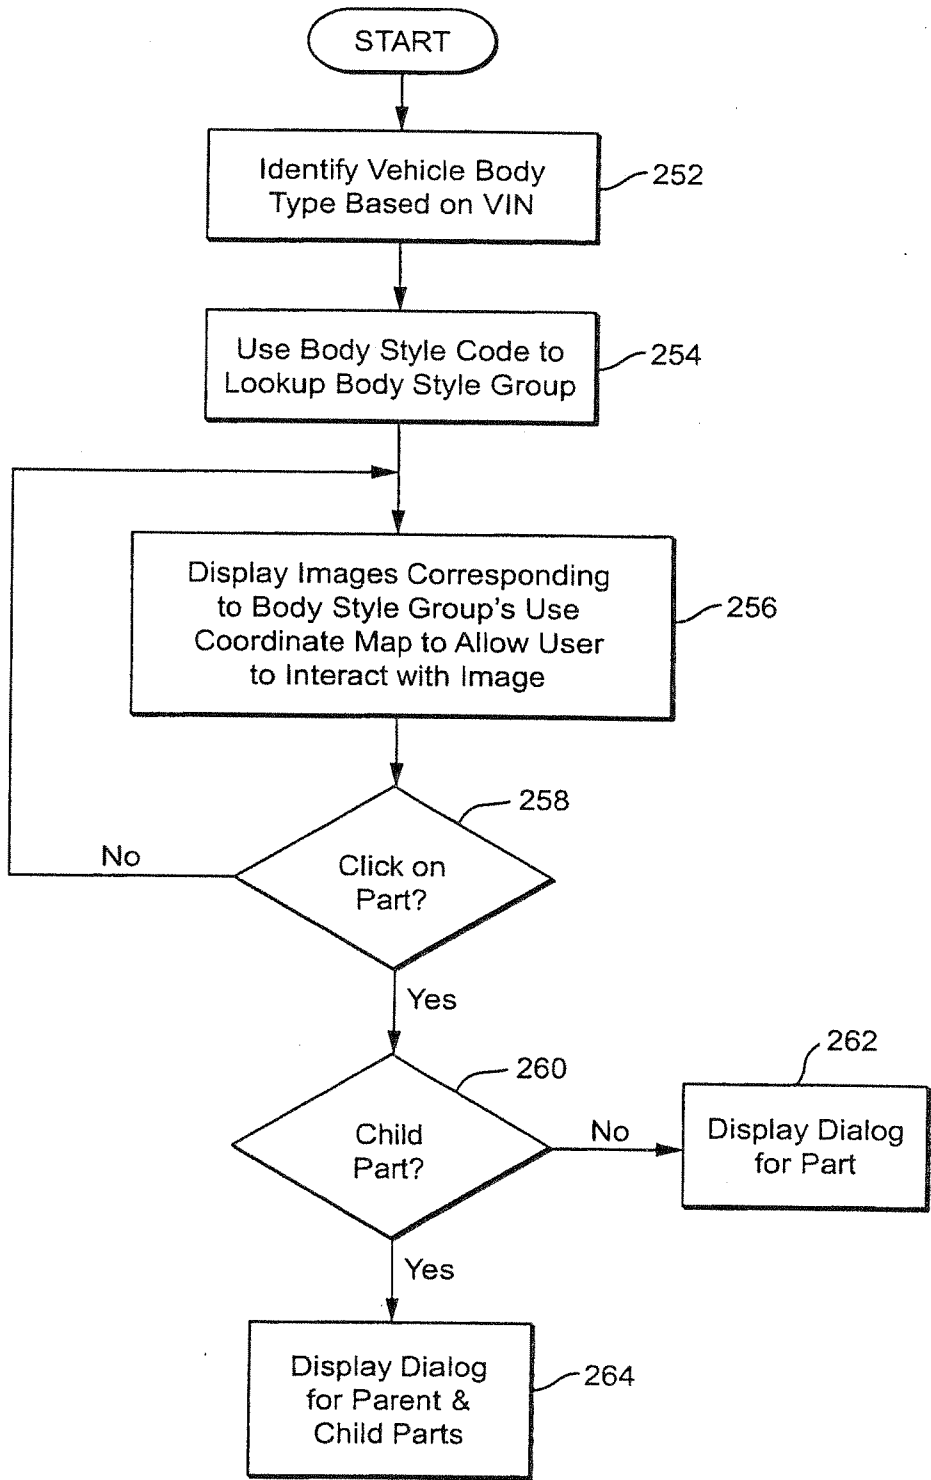 START
Identify Vehicle Body
Type Based on VIN
252
Use Body Style Code to
Lookup Body Style Group
254
Display Images Corresponding
to Body Style Group's Use
Coordinate Map to Allow User
to Interact with Image
256
258
Click on
Part?
No
Yes
260
Child
Part?
No
262
Display Dialog
for Part
Yes
Display Dialog
for Parent &
Child Parts
264